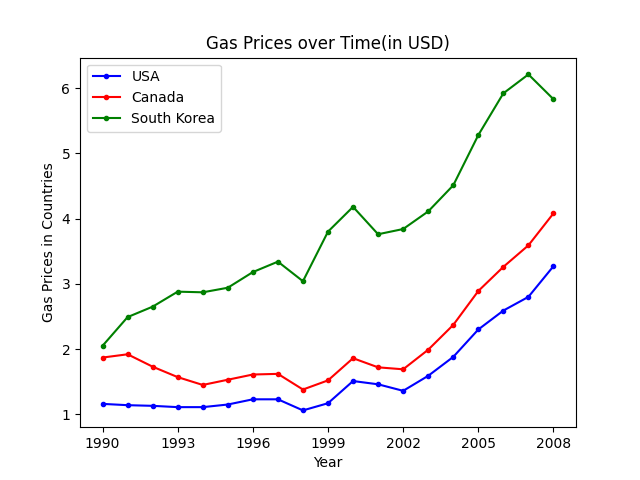 Gas Prices over Time(in USD)
USA
Canada
South Korea
Gas Prices in Countries
6
5
4
3
2
1
1990 1993 1996 1999 2002 2005 2008
Year